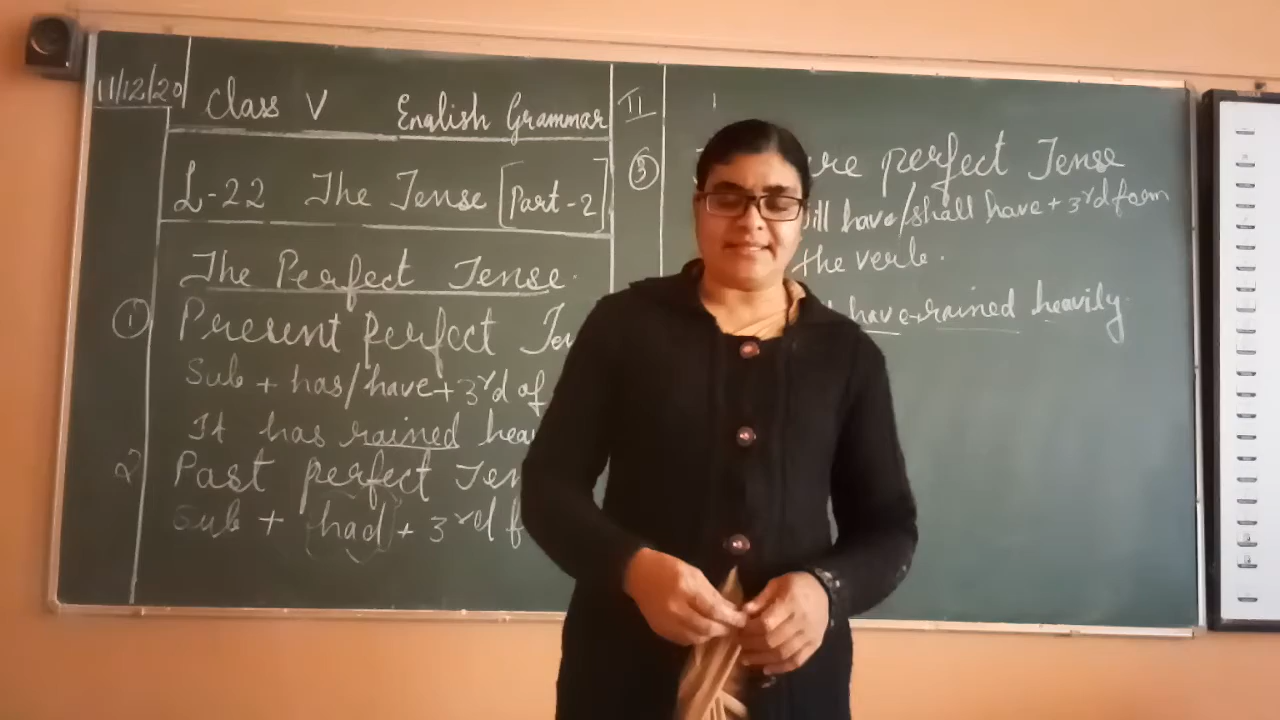 11/12/20
Class V English Grammar
L-22 The Tense [Part-2]
The Perfect Tense.
① Present perfect
Sub + has/have + 3rd of
It has rained
2 Past perfect
Sub + (had) + 3rd
II
③ perfect Tense
have/shall have + 3rd form
the verb.
have rained heavily.